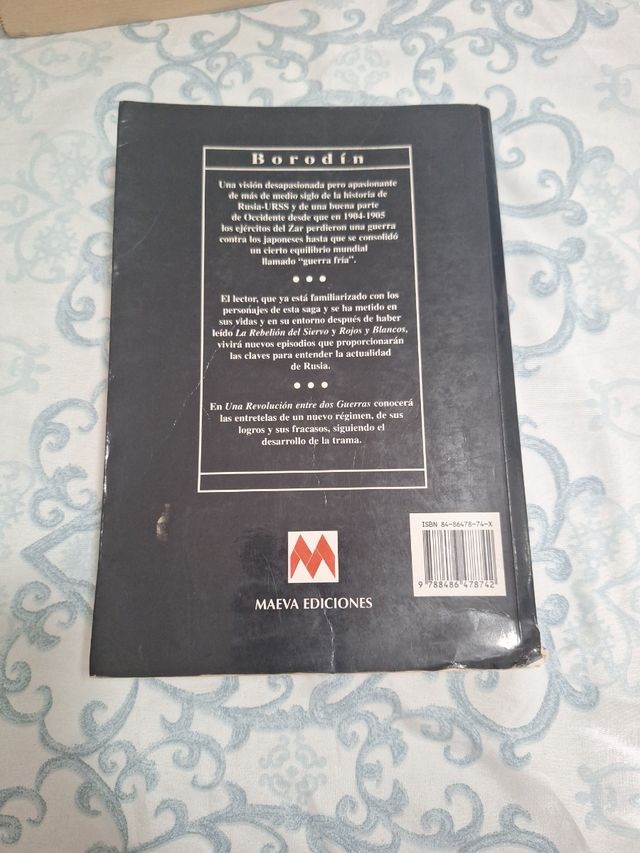 Borodín
Una visión desapasionada pero apasionante
de más de medio siglo de la historia de
Rusia-URSS y de una buena parte
de Occidente desde que en 1904-1905
los ejércitos del Zar perdieron una guerra
contra los japoneses hasta que se consolidó
un cierto equilibrio mundial
llamado “guerra fría”.
El lector, que ya está familiarizado con los
personajes de esta saga y se ha metido en
sus vidas y en su entorno después de haber
leído La Rebelión del Siervo y Rojos y Blancos,
vivirá nuevos episodios que proporcionarán
las claves para entender la actualidad
de Rusia.
En Una Revolución entre dos Guerras conocerá
las entretelas de un nuevo régimen, de sus
logros y sus fracasos, siguiendo el
desarrollo de la trama.
ISBN 84-86478-74-X
9 788486 478742
MAEVA EDICIONES